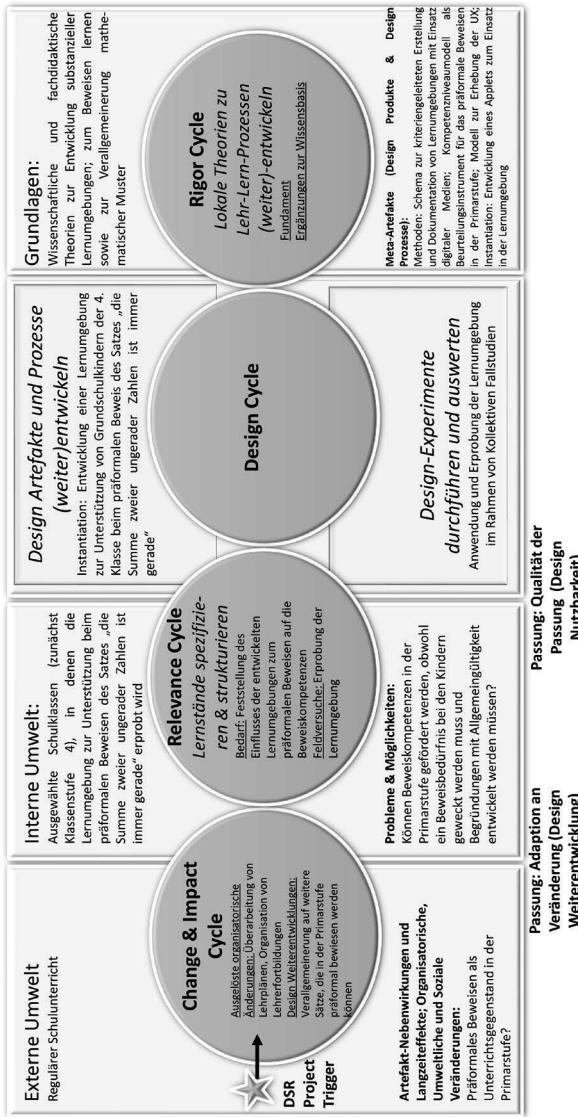 Externe Umwelt
Regulärer Schulunterricht
Change & Impact
Cycle
Ausgelöste organisatorische
Änderungen: Überarbeitung von
Lehrplänen, Organisation von
Lehrerfortbildungen
Design Weiterentwicklungen:
Verallgemeinerung auf weitere
Sätze, die in der Primarstufe
präformal bewiesen werden
können
DSR
Project
Trigger
Artefakt-Nebenwirkungen und
Langzeiteffekte; Organisatorische,
Umweltliche und Soziale
Veränderungen:
Präformales Beweisen als
Unterrichtsgegenstand in der
Primarstufe?
Passung: Adaption an
Veränderung (Design
Weiterentwicklung)
Interne Umwelt:
Ausgewählte Schulklassen (zunächst
Klassenstufe 4), in denen die
Lernumgebung zur Unterstützung beim
präformalen Beweisen des Satzes „die
Summe zweier ungerader Zahlen ist
immer gerade“ erprobt wird
Relevance Cycle
Lernstände spezifizie-
ren & strukturieren
Bedarf: Feststellung des
Einflusses der entwickelten
Lernumgebungen zum
präformalen Beweisen auf die
Beweiskompetenzen
Feldversuche: Erprobung der
Lernumgebung
Probleme & Möglichkeiten:
Können Beweiskompetenzen in der
Primarstufe gefördert werden, obwohl
ein Beweisbedürfnis bei den Kindern
geweckt werden muss und
Begründungen mit Allgemeingültigkeit
entwickelt werden müssen?
Passung: Qualität der
Passung (Design
Nutzbarkeit)
Design Artefakte und Prozesse
(weiter)entwickeln
Instantiation: Entwicklung einer Lernumgebung
zur Unterstützung von Grundschulkindern der 4.
Klasse beim präformalen Beweis des Satzes „die
Summe zweier ungerader Zahlen ist immer
gerade“
Design Cycle
Design-Experimente
durchführen und auswerten
Anwendung und Erprobung der Lernumgebung
im Rahmen von Kollektiven Fallstudien
Grundlagen:
Wissenschaftliche und fachdidaktische
Theorien zur Entwicklung substanzieller
Lernumgebungen; zum Beweisen lernen
sowie zur Verallgemeinerung mathe-
matischer Muster
Rigor Cycle
Lokale Theorien zu
Lehr-Lern-Prozessen
(weiter)-entwickeln
Fundament
Ergänzungen zur Wissensbasis
Meta-Artefakte (Design Produkte & Design
Prozesse):
Methoden: Schema zur kriteriengeleiteten Erstellung
und Dokumentation von Lernumgebungen mit Einsatz
digitaler Medien; Kompetenzniveaumodell als
Beurteilungsinstrument für das präformale Beweisen
in der Primarstufe; Modell zur Erhebung der UX;
Instantiation: Entwicklung eines Applets zum Einsatz
in der Lernumgebung